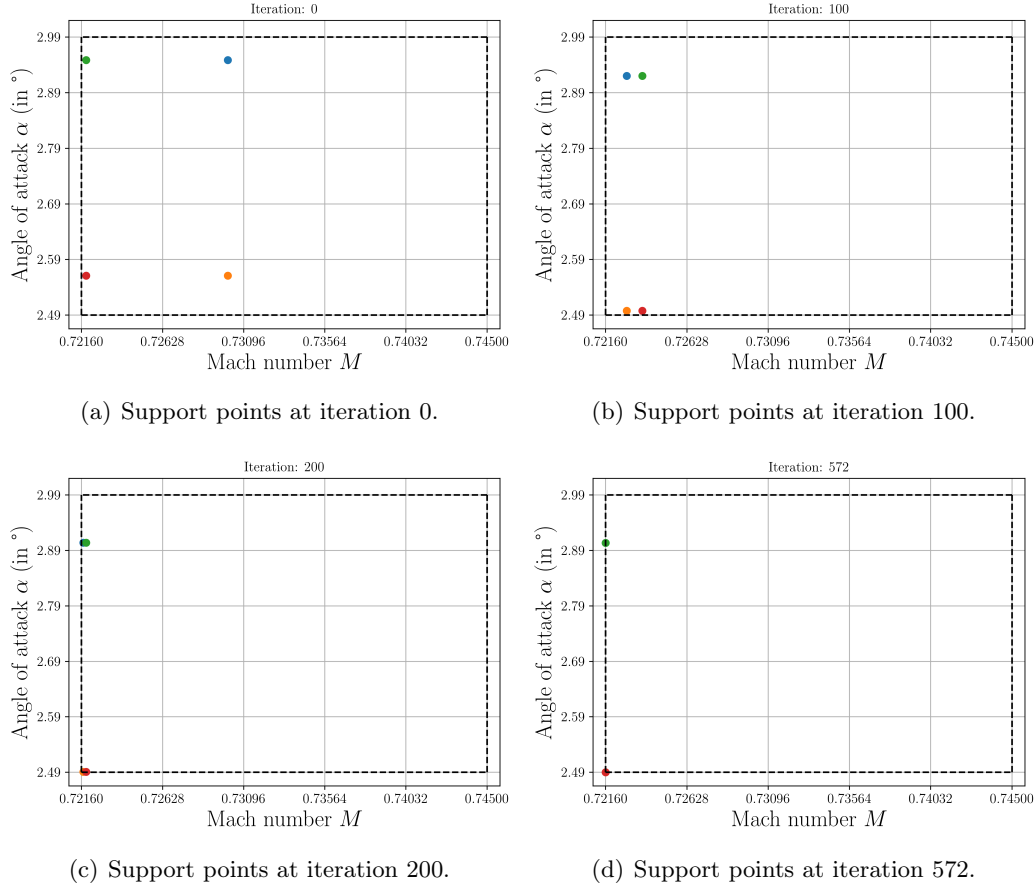 Iteration: 0
2.99
2.89
2.79
2.69
2.59
2.49
Angle of attack α (in °)
0.72160 0.72628 0.73096 0.73564 0.74032 0.74500
Mach number M
(a) Support points at iteration 0.
Iteration: 100
2.99
2.89
2.79
2.69
2.59
2.49
Angle of attack α (in °)
0.72160 0.72628 0.73096 0.73564 0.74032 0.74500
Mach number M
(b) Support points at iteration 100.
Iteration: 200
2.99
2.89
2.79
2.69
2.59
2.49
Angle of attack α (in °)
0.72160 0.72628 0.73096 0.73564 0.74032 0.74500
Mach number M
(c) Support points at iteration 200.
Iteration: 572
2.99
2.89
2.79
2.69
2.59
2.49
Angle of attack α (in °)
0.72160 0.72628 0.73096 0.73564 0.74032 0.74500
Mach number M
(d) Support points at iteration 572.